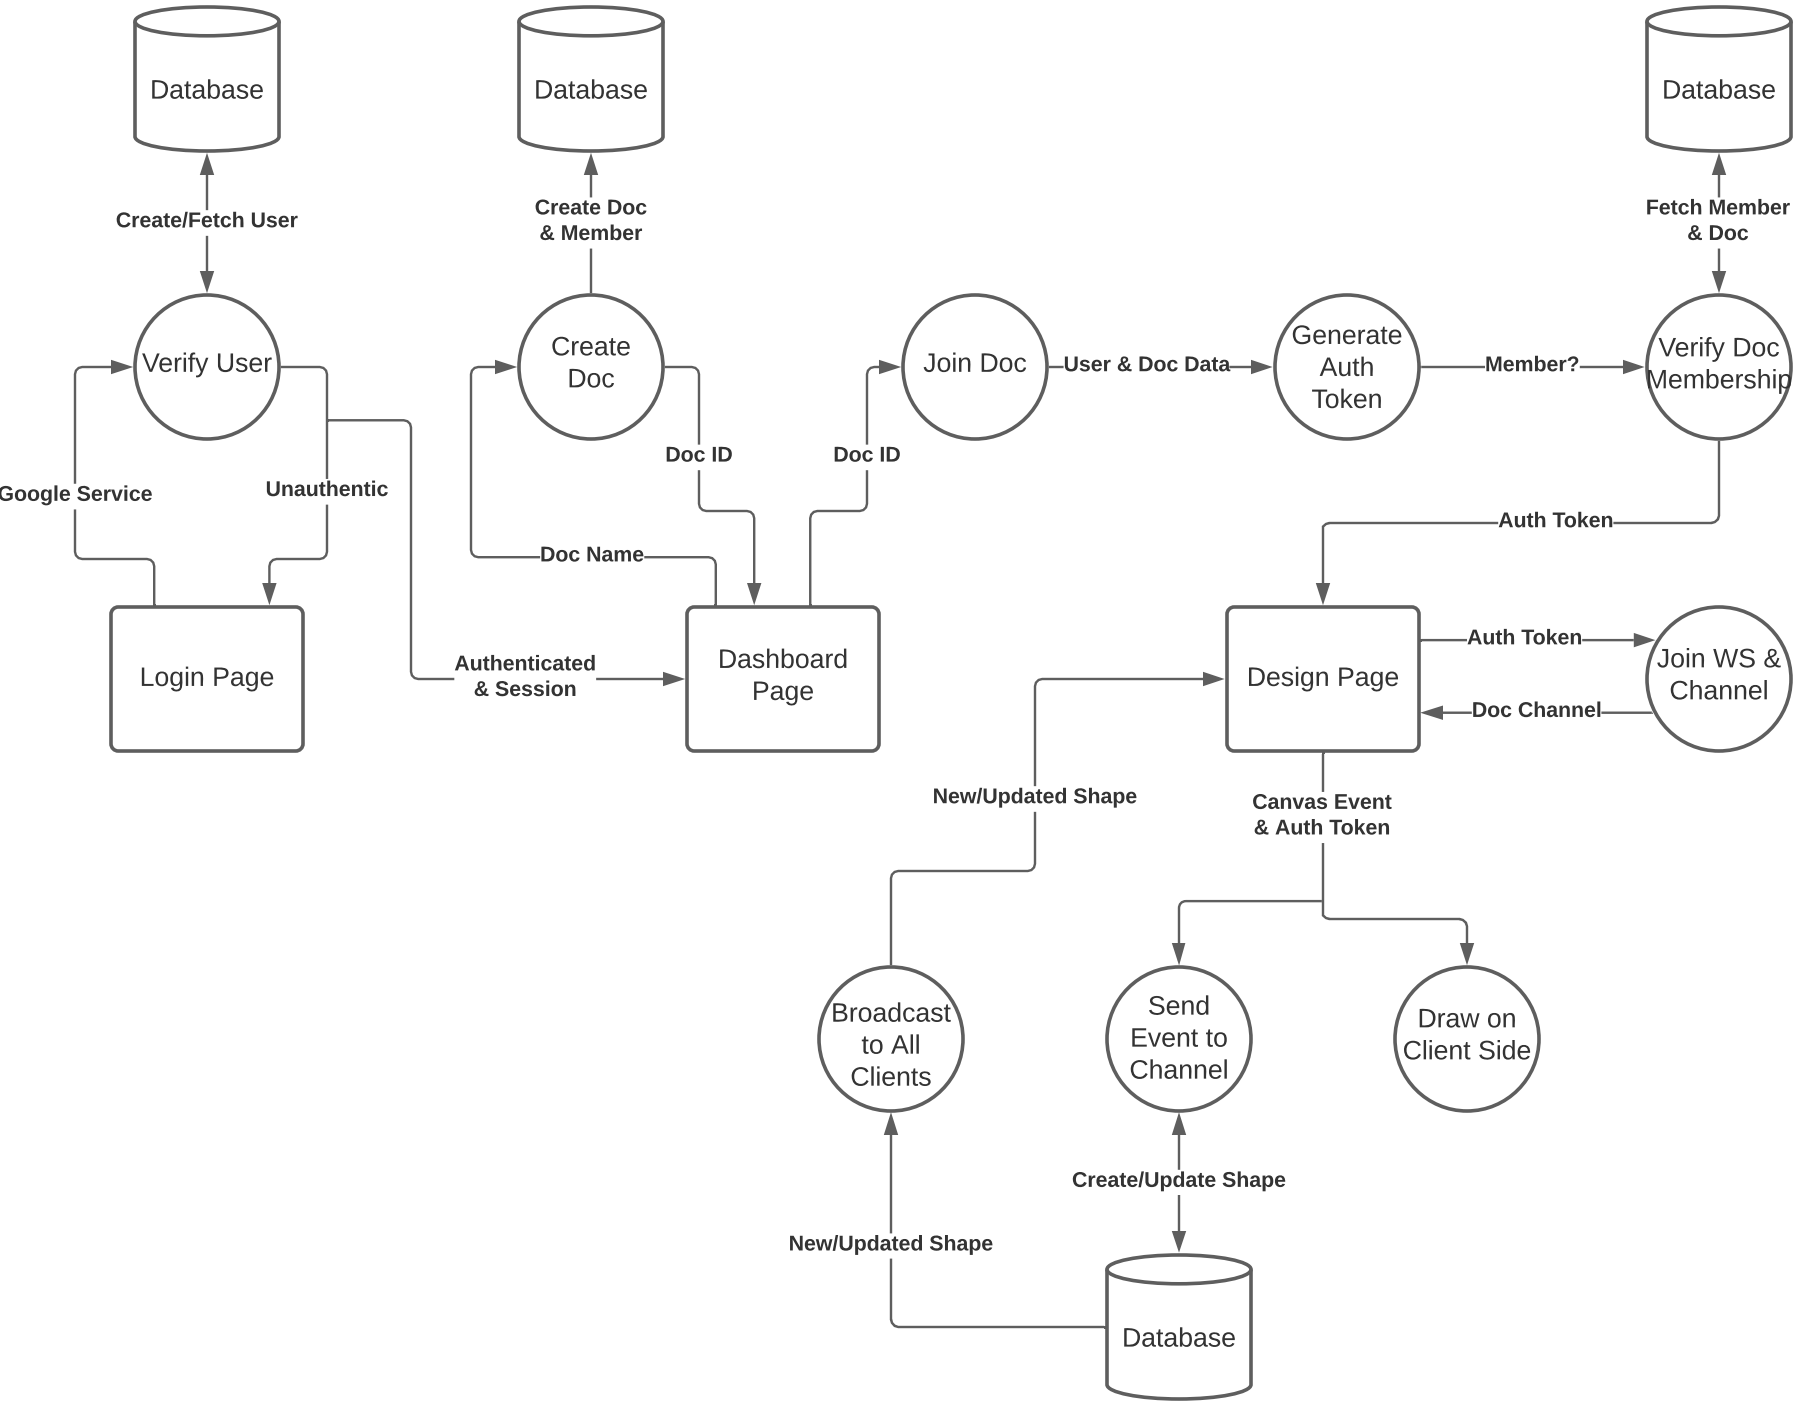 Database
Database
Database
Create/Fetch User
Create Doc
& Member
Fetch Member
& Doc
Verify User
Create
Doc
Join Doc
User & Doc Data
Generate
Auth
Token
Member?
Verify Doc
Membership
Google Service
Unauthentic
Doc ID
Doc ID
Doc Name
Auth Token
Login Page
Authenticated
& Session
Dashboard
Page
Design Page
Auth Token
Join WS &
Channel
Doc Channel
New/Updated Shape
Canvas Event
& Auth Token
Broadcast
to All
Clients
Send
Event to
Channel
Draw on
Client Side
Create/Update Shape
New/Updated Shape
Database